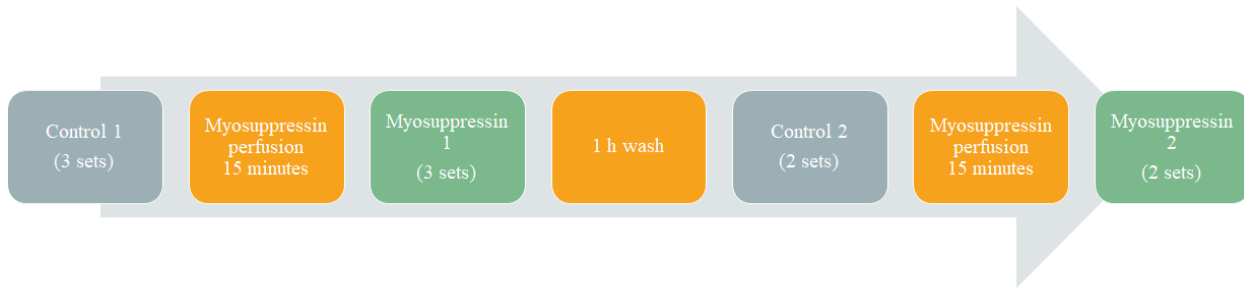 Control 1
(3 sets)
Myosuppressin
perfusion
15 minutes
Myosuppressin
1
(3 sets)
1 h wash
Control 2
(2 sets)
Myosuppressin
perfusion
15 minutes
Myosuppressin
2
(2 sets)